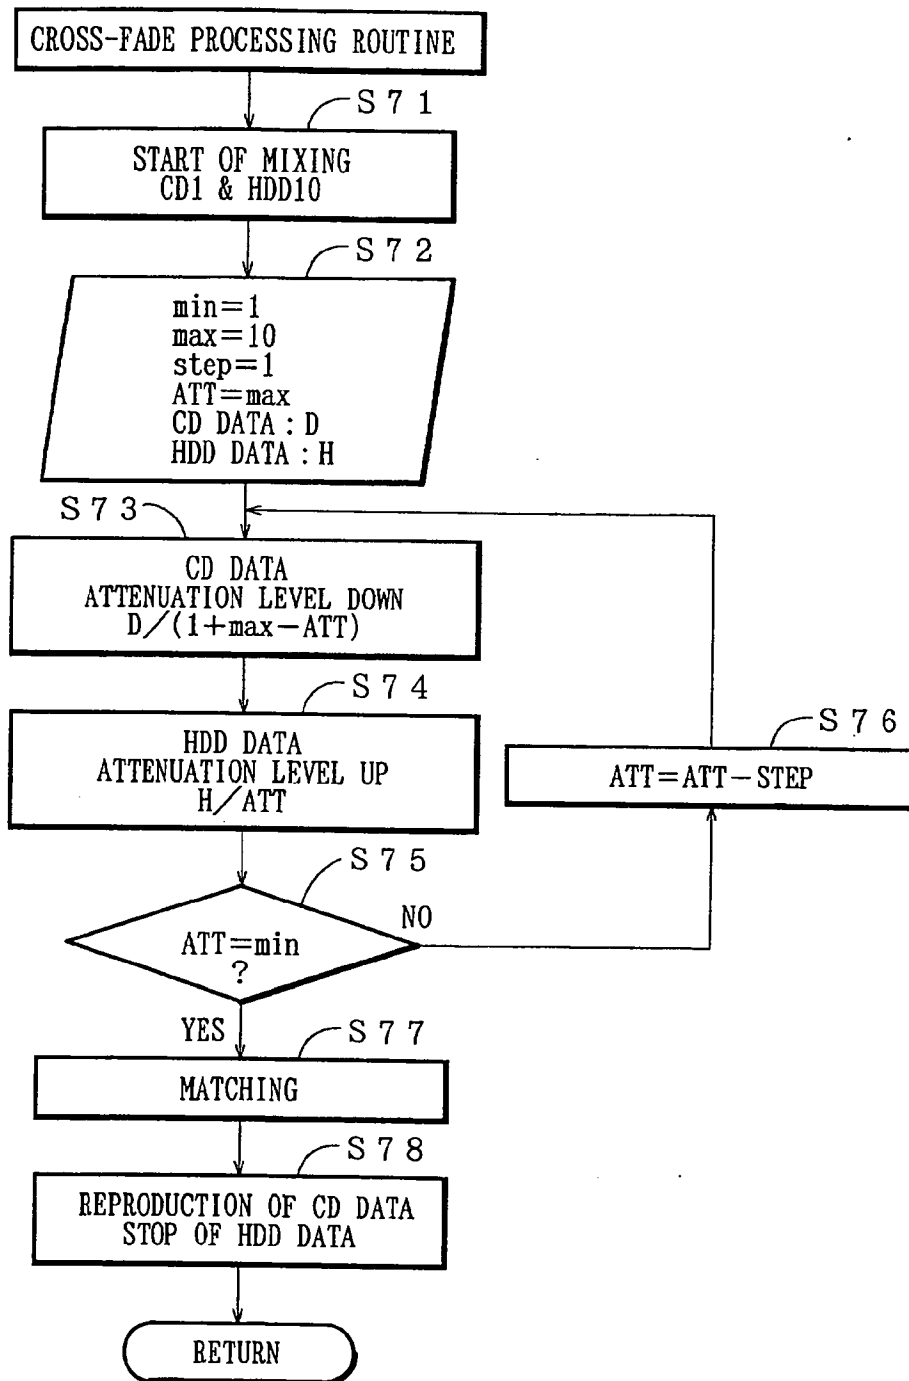 CROSS-FADE PROCESSING ROUTINE
S71
START OF MIXING
CD1 & HDD10
S72
min=1
max=10
step=1
ATT=max
CD DATA : D
HDD DATA : H
S73
CD DATA
ATTENUATION LEVEL DOWN
D/(1+max-ATT)
S74
HDD DATA
ATTENUATION LEVEL UP
H/ATT
S76
ATT=ATT-STEP
S75
ATT=min
?
NO
YES
S77
MATCHING
S78
REPRODUCTION OF CD DATA
STOP OF HDD DATA
RETURN